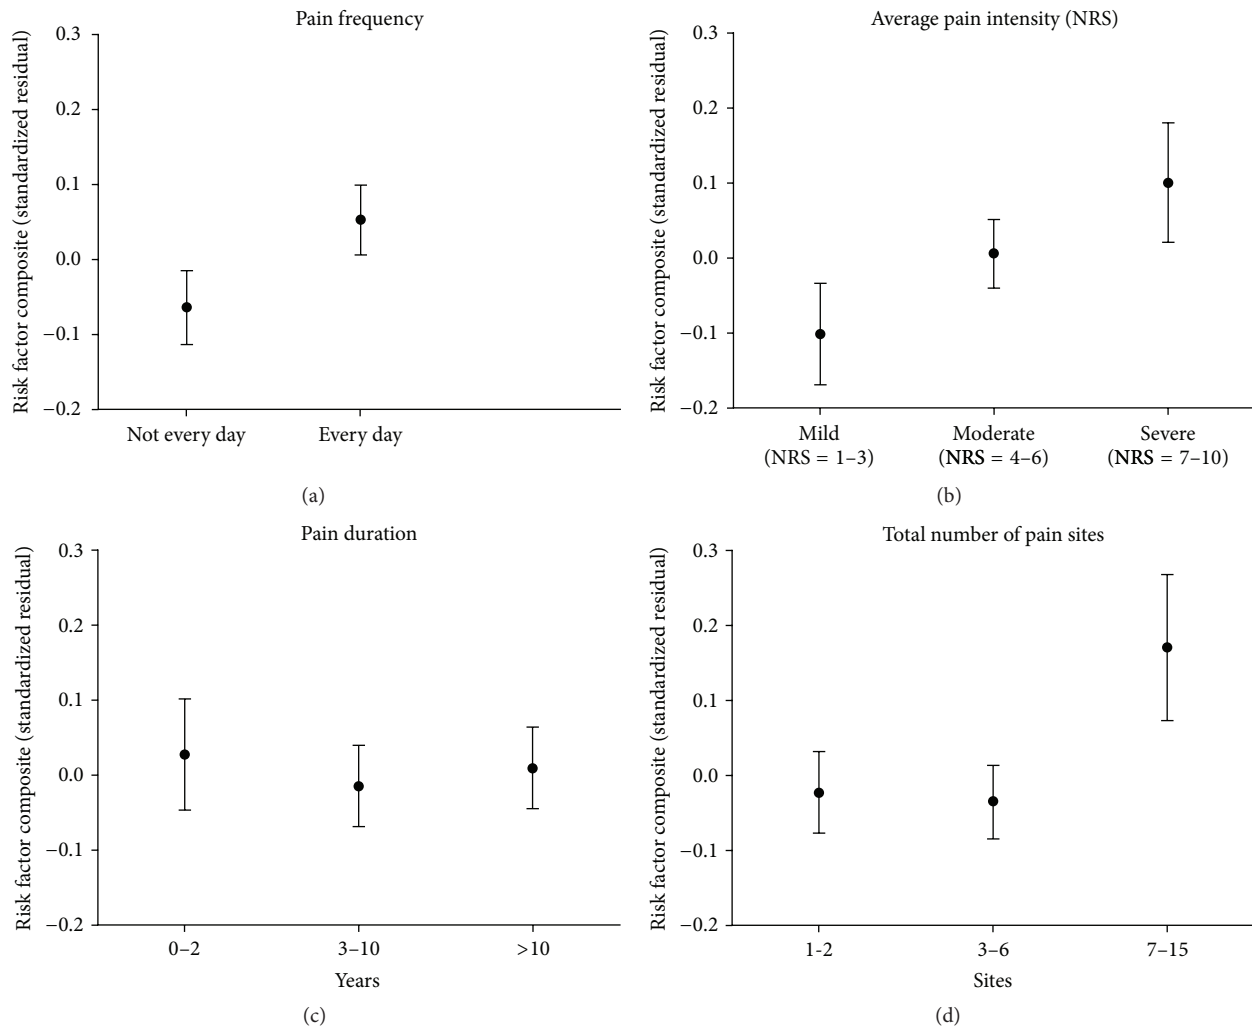 Pain frequency
Risk factor composite (standardized residual)
0.3
0.2
0.1
0.0
−0.1
−0.2
Not every day
Every day
(a)
Average pain intensity (NRS)
Risk factor composite (standardized residual)
0.3
0.2
0.1
0.0
−0.1
−0.2
Mild
(NRS = 1–3)
Moderate
(NRS = 4–6)
Severe
(NRS = 7–10)
(b)
Pain duration
Risk factor composite (standardized residual)
0.3
0.2
0.1
0.0
−0.1
−0.2
0–2
3–10
>10
Years
(c)
Total number of pain sites
Risk factor composite (standardized residual)
0.3
0.2
0.1
0.0
−0.1
−0.2
1-2
3–6
7–15
Sites
(d)